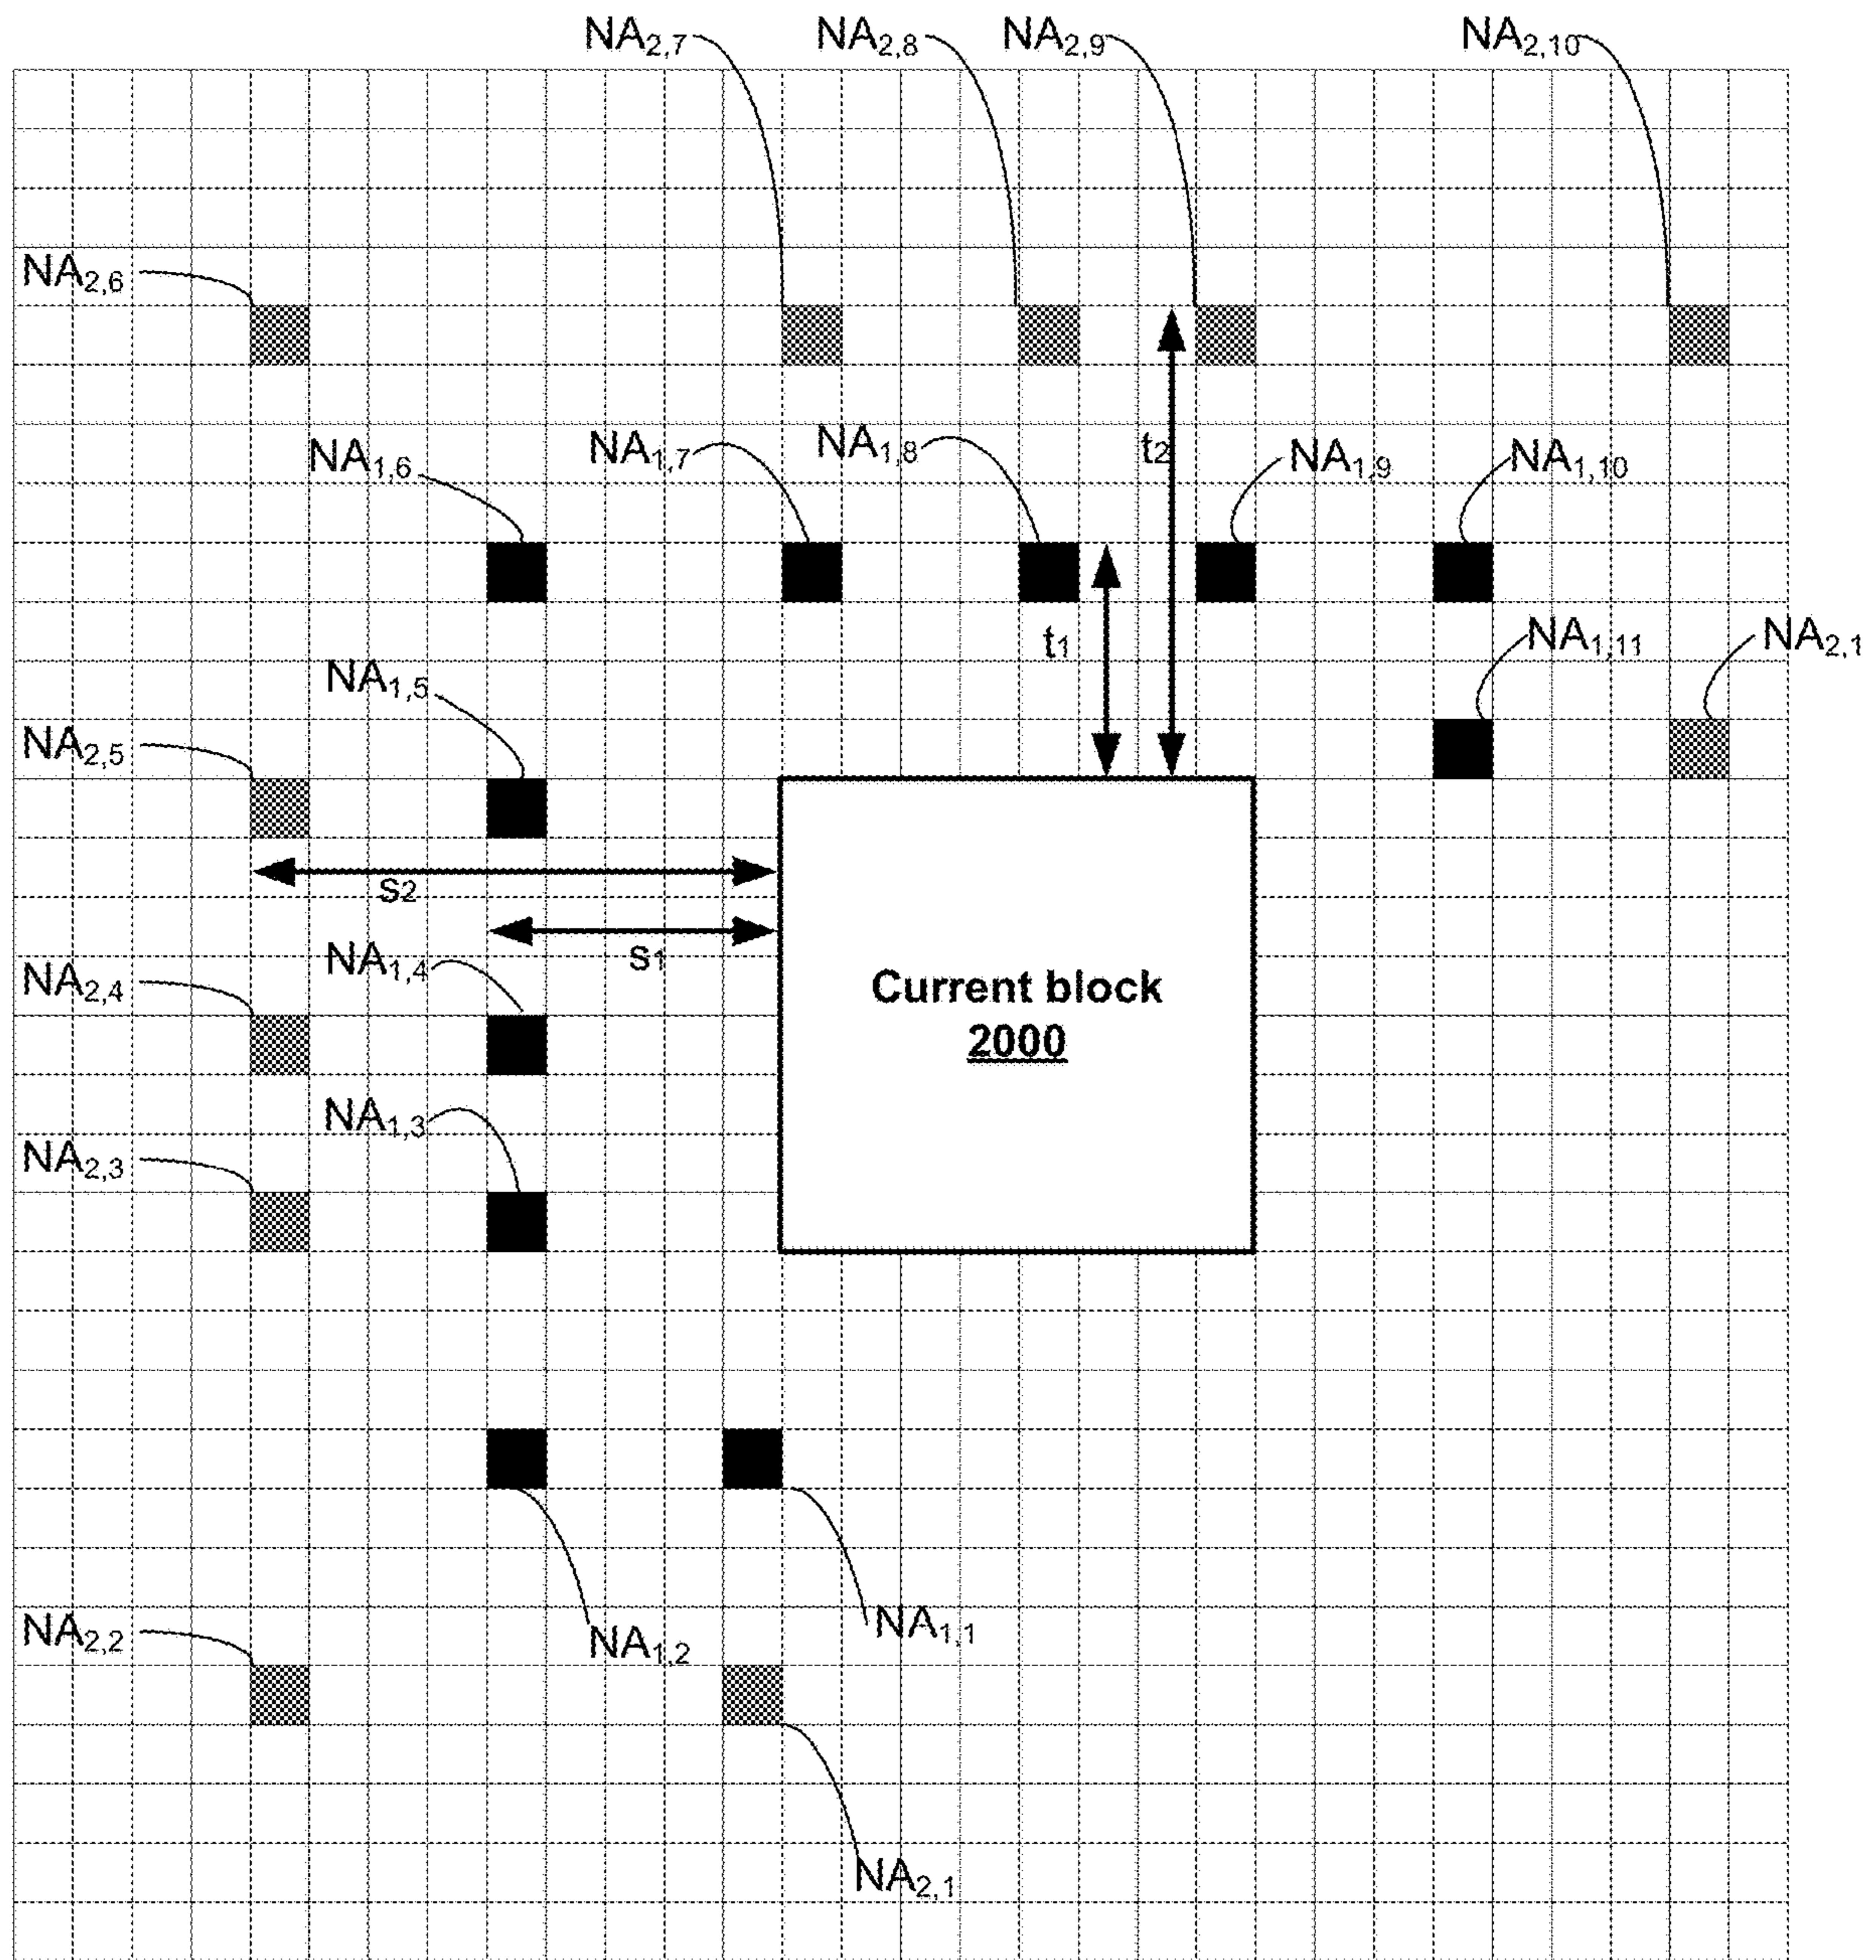 NA2,7 NA2,8 NA2,9 NA2,10
NA2,6
NA1,6 NA1,7 NA1,8 t2 NA1,9 NA1,10
t1 NA1,11 NA2,1
NA1,5
NA2,5
s2
s1
NA1,4
NA2,4
Current block
2000
NA1,3
NA2,3
NA2,2
NA1,2
NA1,1
NA2,1